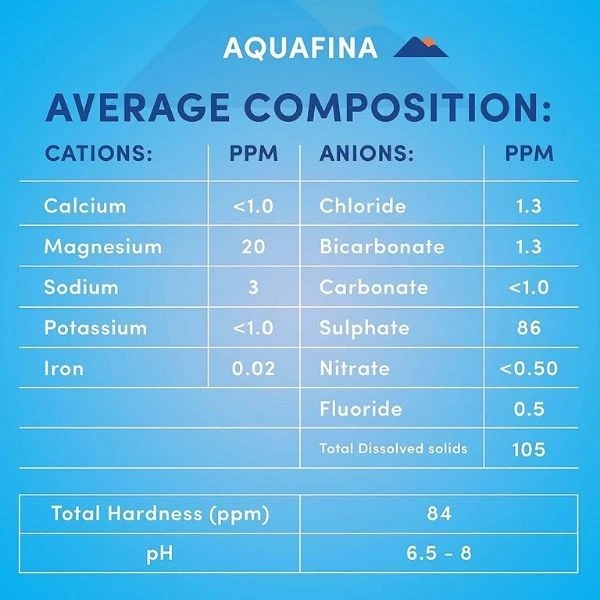 AQUAFINA
AVERAGE COMPOSITION:
CATIONS: PPM ANIONS: PPM
Calcium <1.0 Chloride 1.3
Magnesium 20 Bicarbonate 1.3
Sodium 3 Carbonate <1.0
Potassium <1.0 Sulphate 86
Iron 0.02 Nitrate <0.50
Fluoride 0.5
Total Dissolved solids 105
Total Hardness (ppm) 84
pH 6.5 - 8